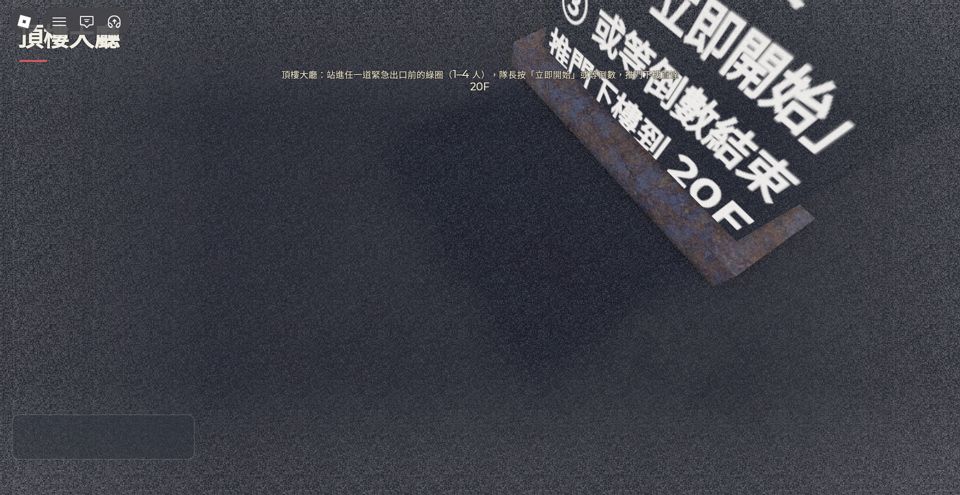 頂樓大廳
頂樓大廳：站進任一道緊急出口前的綠圈（1–4 人），隊長按「立即開始」或等倒數，推門下樓到
20F
立即開始」
③ 或等倒數結束
推門下樓到 20F